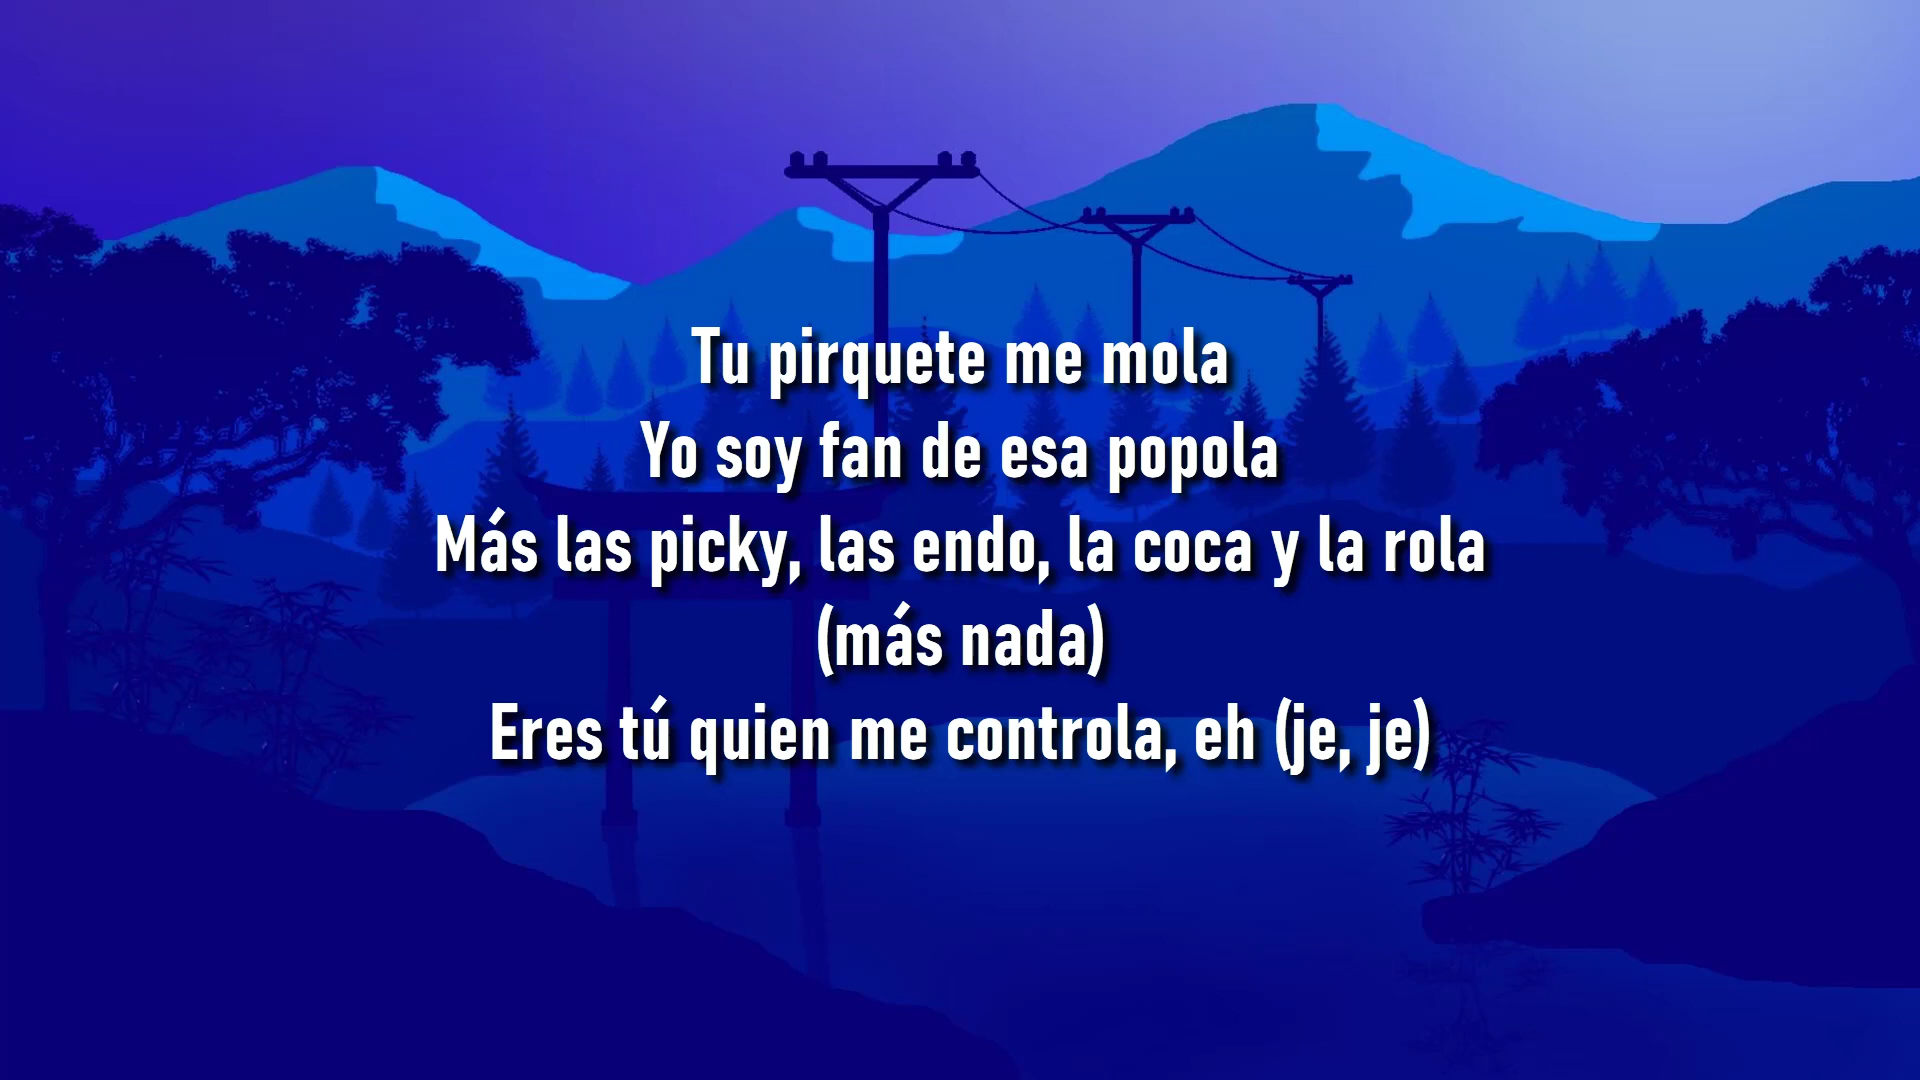 Tu pirquete me mola
Yo soy fan de esa popola
Más las picky, las endo, la coca y la rola
(más nada)
Eres tú quien me controla, eh (je, je)